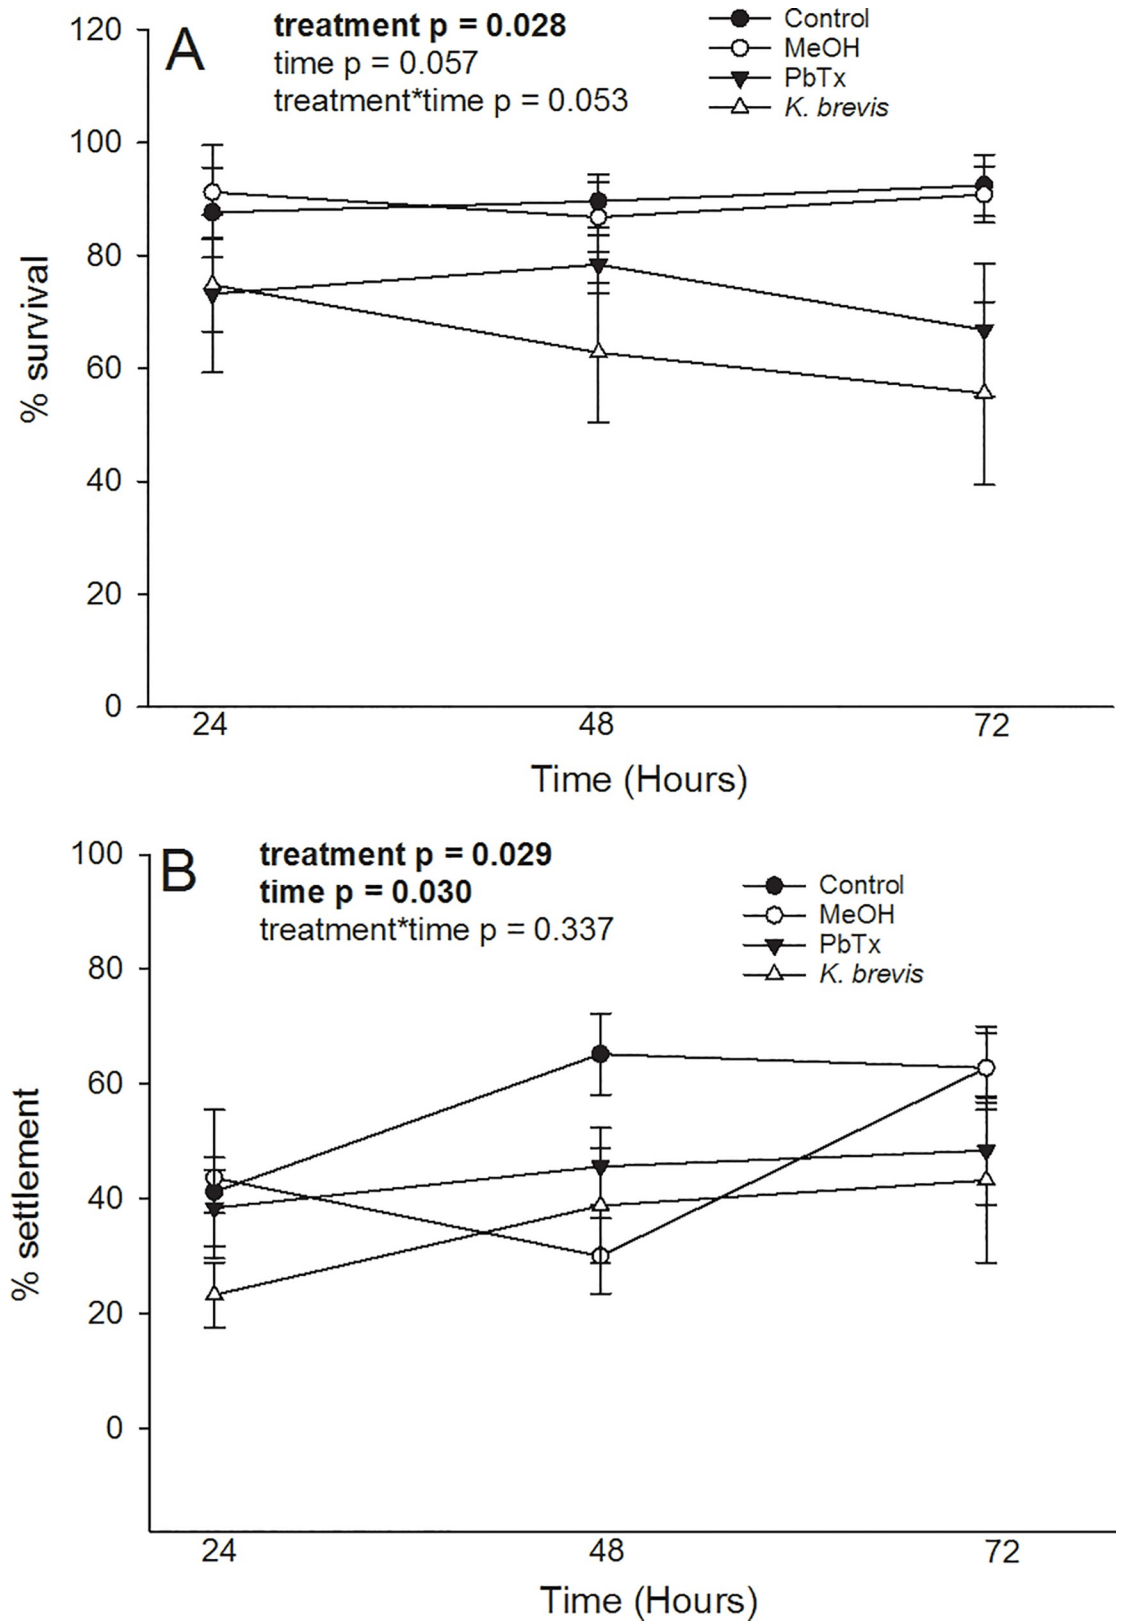 120
A
treatment p = 0.028
time p = 0.057
treatment*time p = 0.053
Control
MeOH
PbTx
K. brevis
100
80
60
40
20
0
% survival
24
48
72
Time (Hours)
100
B
treatment p = 0.029
time p = 0.030
treatment*time p = 0.337
Control
MeOH
PbTx
K. brevis
80
60
40
20
0
% settlement
24
48
72
Time (Hours)